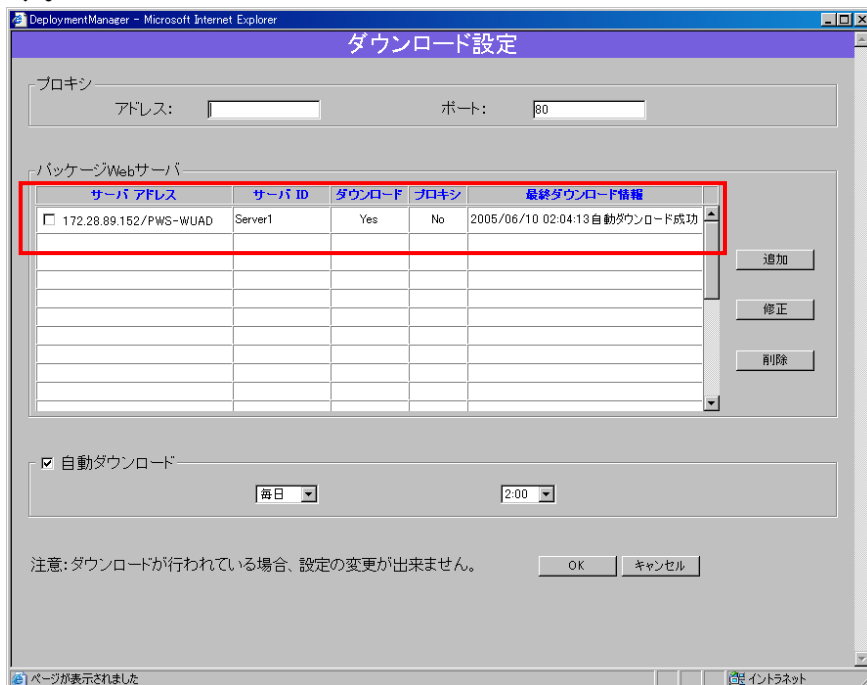 DeploymentManager - Microsoft Internet Explorer
ダウンロード設定
プロキシ
アドレス: ポート: 80
パッケージWebサーバ
サーバ アドレス サーバ ID ダウンロード プロキシ 最終ダウンロード情報
172.28.89.152/PWS-WUAD Server1 Yes No 2005/06/10 02:04:13自動ダウンロード成功
追加
修正
削除
自動ダウンロード
毎日 2:00
注意:ダウンロードが行われている場合、設定の変更が出来ません。 OK キャンセル
ページが表示されました イントラネット